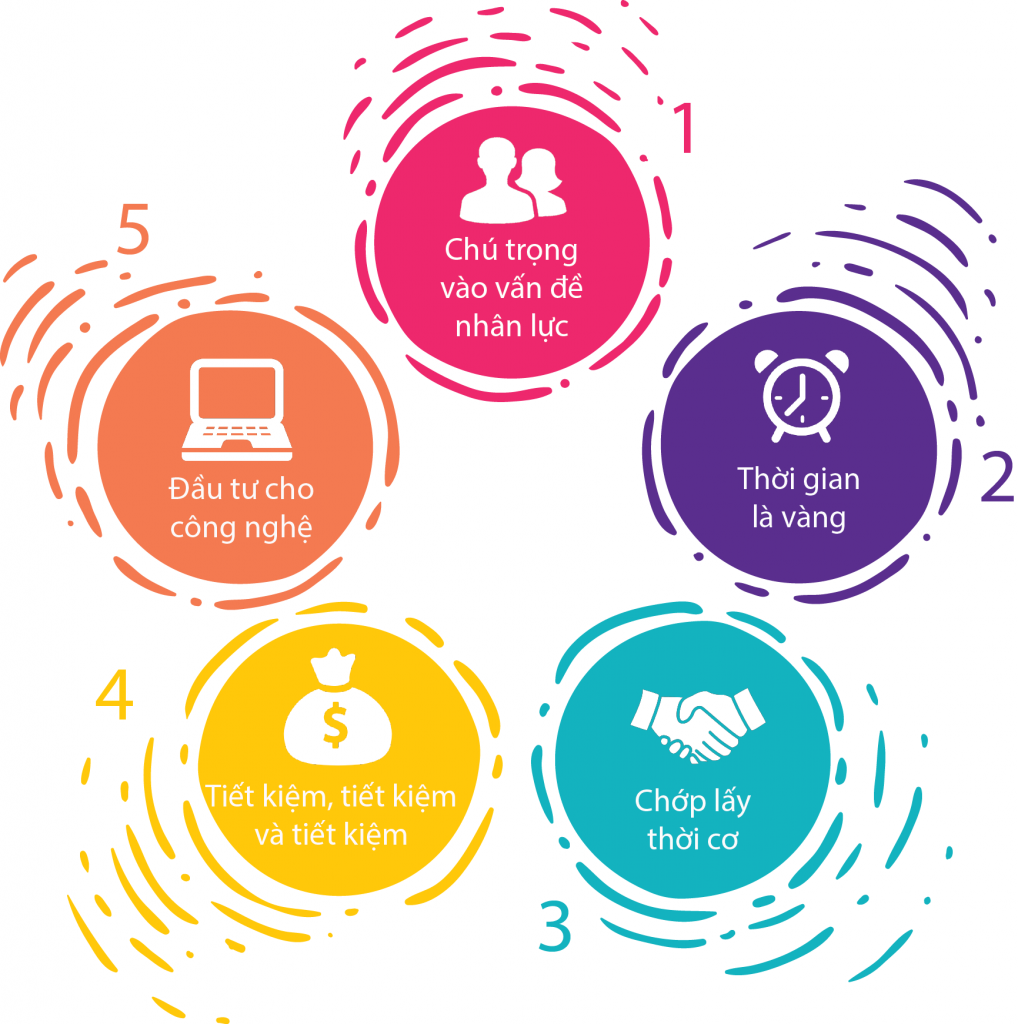 1
Chú trọng
vào vấn đề
nhân lực
2
Thời gian
là vàng
3
Chớp lấy
thời cơ
4
$
Tiết kiệm, tiết kiệm
và tiết kiệm
5
Đầu tư cho
công nghệ